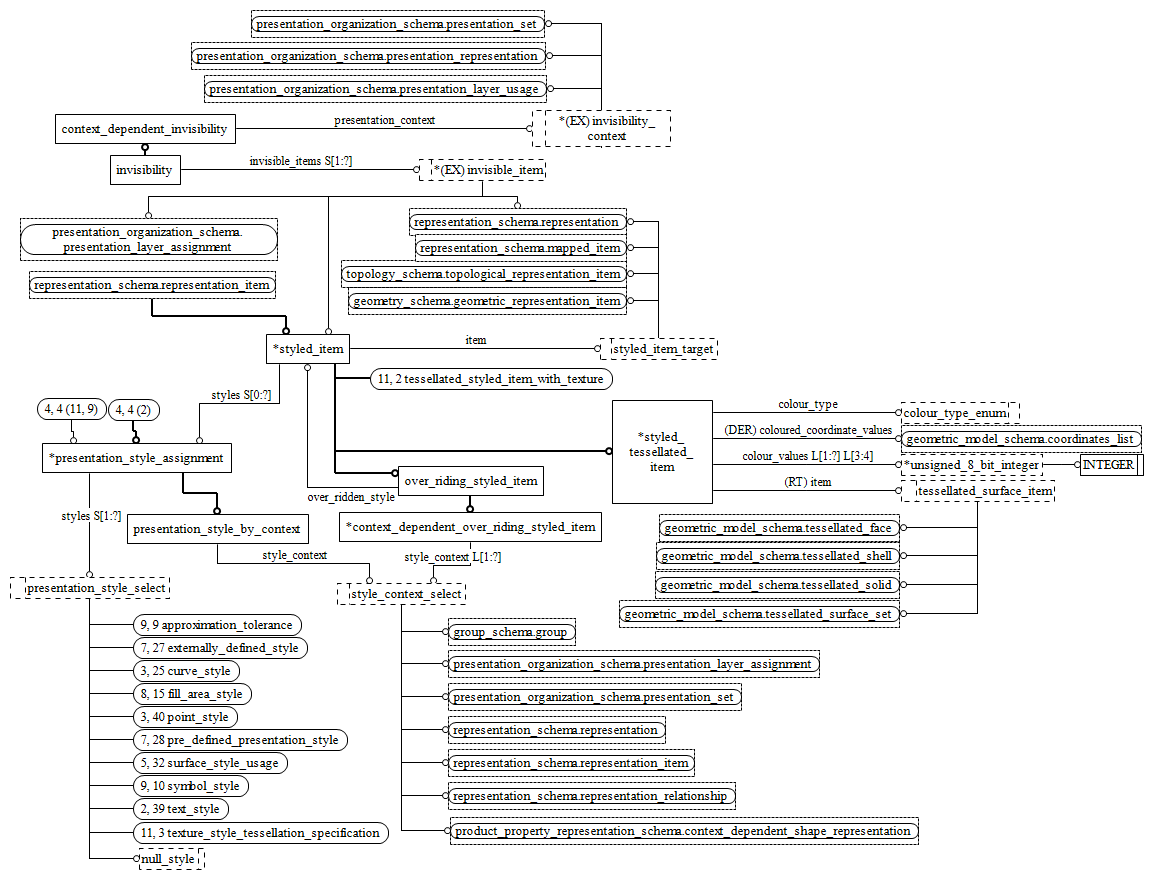 presentation_organization_schema.presentation_set
presentation_organization_schema.presentation_representation
presentation_organization_schema.presentation_layer_usage
context_dependent_invisibility
presentation_context
*(EX) invisibility_
context
invisibility
invisible_items S[1:?]
*(EX) invisible_item
presentation_organization_schema.
presentation_layer_assignment
representation_schema.representation
representation_schema.mapped_item
topology_schema.topological_representation_item
geometry_schema.geometric_representation_item
representation_schema.representation_item
*styled_item
item
styled_item_target
11, 2 tessellated_styled_item_with_texture
styles S[0:?]
4, 4 (11, 9)
4, 4 (2)
*presentation_style_assignment
*styled_
tessellated_
item
colour_type
colour_type_enum
(DER) coloured_coordinate_values
geometric_model_schema.coordinates_list
colour_values L[1:?] L[3:4]
*unsigned_8_bit_integer
INTEGER
(RT) item
tessellated_surface_item
over_riding_styled_item
over_ridden_style
styles S[1:?]
presentation_style_by_context
*context_dependent_over_riding_styled_item
style_context
style_context L[1:?]
geometric_model_schema.tessellated_face
geometric_model_schema.tessellated_shell
geometric_model_schema.tessellated_solid
geometric_model_schema.tessellated_surface_set
presentation_style_select
style_context_select
9, 9 approximation_tolerance
7, 27 externally_defined_style
3, 25 curve_style
8, 15 fill_area_style
3, 40 point_style
7, 28 pre_defined_presentation_style
5, 32 surface_style_usage
9, 10 symbol_style
2, 39 text_style
11, 3 texture_style_tessellation_specification
null_style
group_schema.group
presentation_organization_schema.presentation_layer_assignment
presentation_organization_schema.presentation_set
representation_schema.representation
representation_schema.representation_item
representation_schema.representation_relationship
product_property_representation_schema.context_dependent_shape_representation